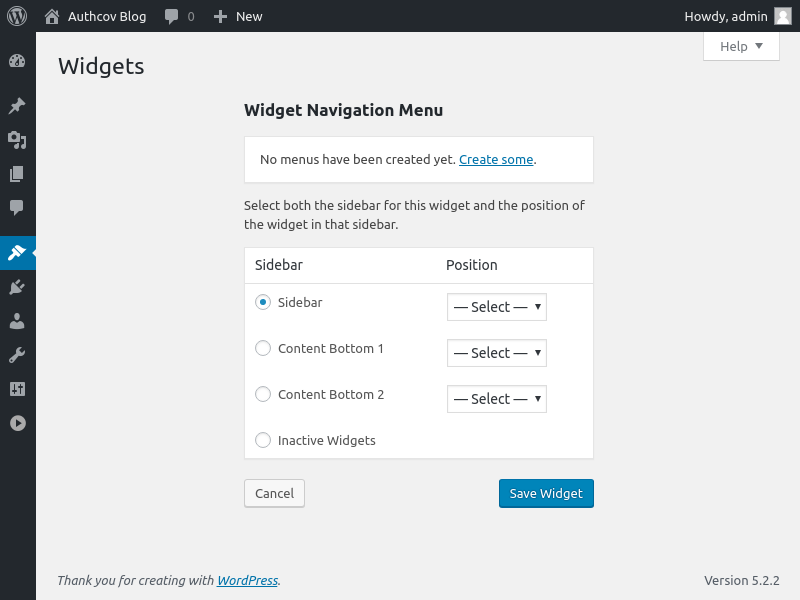 Authcov Blog 0 New Howdy, admin
Help
Widgets
Widget Navigation Menu
No menus have been created yet. Create some.
Select both the sidebar for this widget and the position of
the widget in that sidebar.
Sidebar Position
Sidebar — Select —
Content Bottom 1 — Select —
Content Bottom 2 — Select —
Inactive Widgets
Cancel Save Widget
Thank you for creating with WordPress. Version 5.2.2